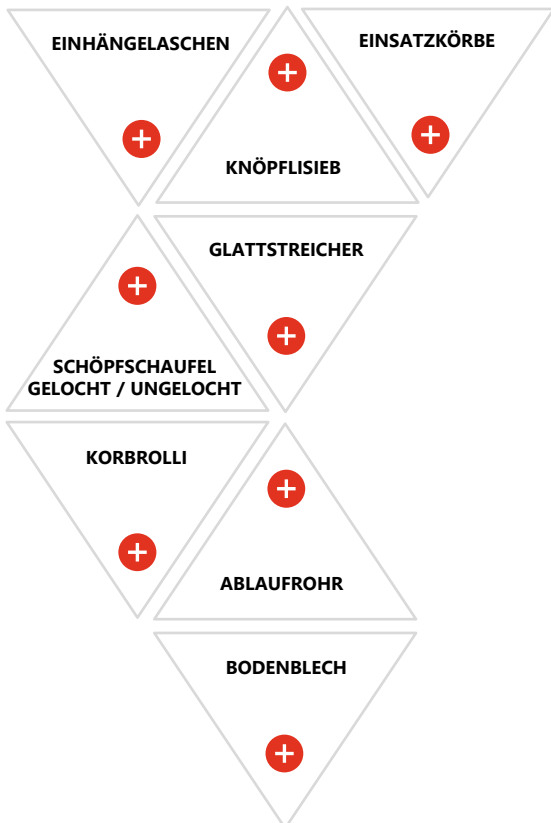 EINHÄNGELASCHEN
EINSATZKÖRBE
KNÖPFLISIEB
GLATTSTREICHER
SCHÖPFSCHAUFEL
GELOCHT / UNGELOCHT
KORBROLLI
ABLAUFROHR
BODENBLECH